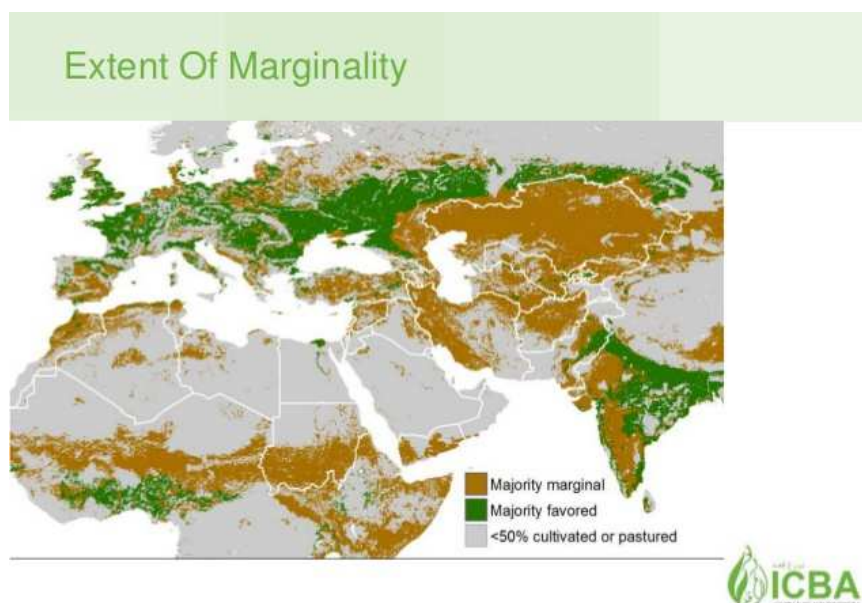 Extent Of Marginality
Majority marginal
Majority favored
<50% cultivated or pastured
ICBA